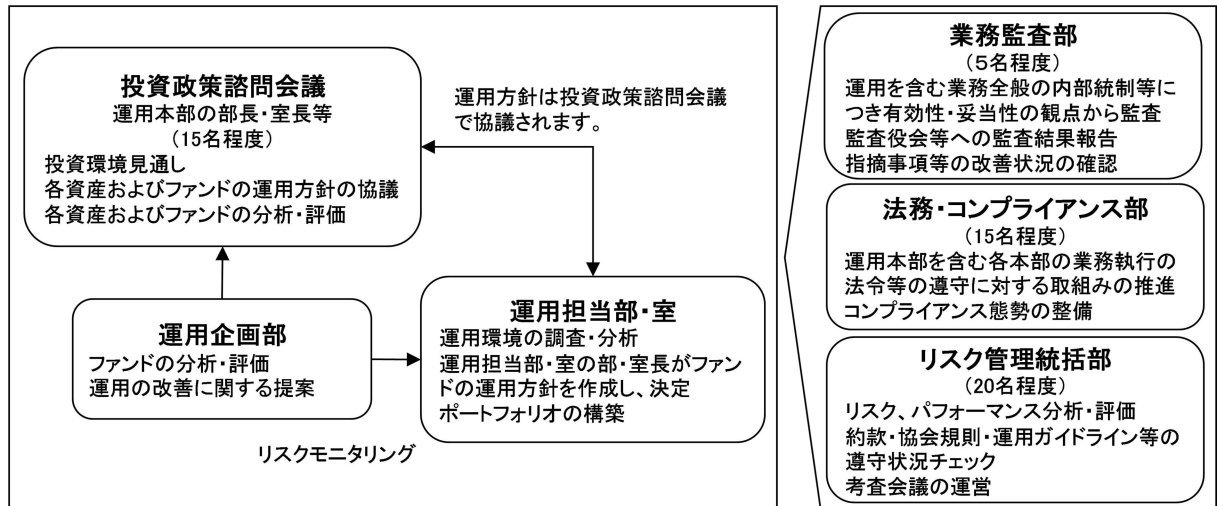 投資政策諮問会議
運用本部の部長・室長等
(15名程度)
投資環境見通し
各資産およびファンドの運用方針の協議
各資産およびファンドの分析・評価
運用方針は投資政策諮問会議
で協議されます。
運用企画部
ファンドの分析・評価
運用の改善に関する提案
運用担当部・室
運用環境の調査・分析
運用担当部・室の部・室長がファン
ドの運用方針を作成し、決定
ポートフォリオの構築
リスクモニタリング
業務監査部
(5名程度)
運用を含む業務全般の内部統制等に
つき有効性・妥当性の観点から監査
監査役会等への監査結果報告
指摘事項等の改善状況の確認
法務・コンプライアンス部
(15名程度)
運用本部を含む各本部の業務執行の
法令等の遵守に対する取組みの推進
コンプライアンス態勢の整備
リスク管理統括部
(20名程度)
リスク、パフォーマンス分析・評価
約款・協会規則・運用ガイドライン等の
遵守状況チェック
考査会議の運営